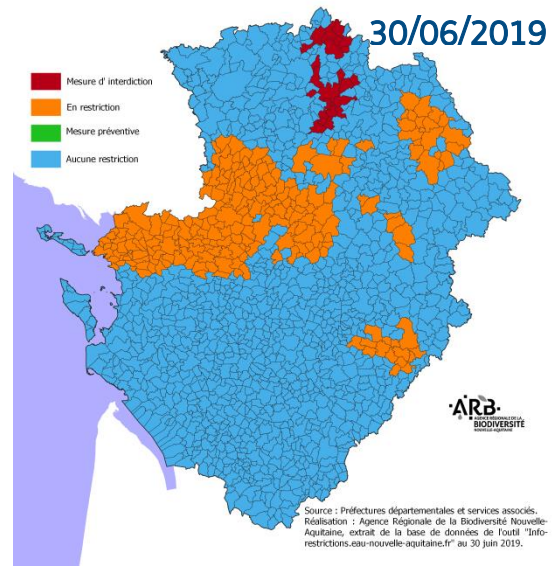 30/06/2019
Mesure d' interdiction
En restriction
Mesure préventive
Aucune restriction
ARB
AGENCE RÉGIONALE DE LA
BIODIVERSITÉ
NOUVELLE-AQUITAINE
Source : Préfectures départementales et services associés.
Réalisation : Agence Régionale de la Biodiversité Nouvelle-
Aquitaine, extrait de la base de données de l'outil "Info-
restrictions.eau-nouvelle-aquitaine.fr" au 30 juin 2019.